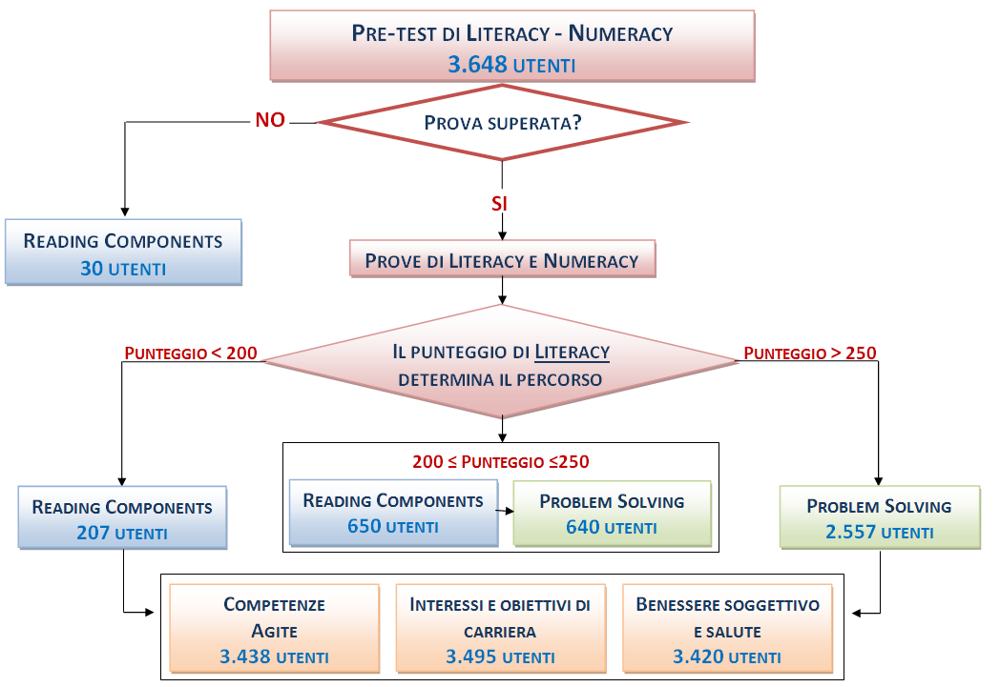 PRE-TEST DI LITERACY - NUMERACY
3.648 UTENTI
PROVA SUPERATA?
NO
SI
READING COMPONENTS
30 UTENTI
PROVE DI LITERACY E NUMERACY
PUNTEGGIO < 200
IL PUNTEGGIO DI LITERACY
DETERMINA IL PERCORSO
PUNTEGGIO > 250
200 ≤ PUNTEGGIO ≤250
READING COMPONENTS
207 UTENTI
READING COMPONENTS
650 UTENTI
PROBLEM SOLVING
640 UTENTI
PROBLEM SOLVING
2.557 UTENTI
COMPETENZE
AGITE
3.438 UTENTI
INTERESSI E OBIETTIVI DI
CARRIERA
3.495 UTENTI
BENESSERE SOGGETTIVO
E SALUTE
3.420 UTENTI